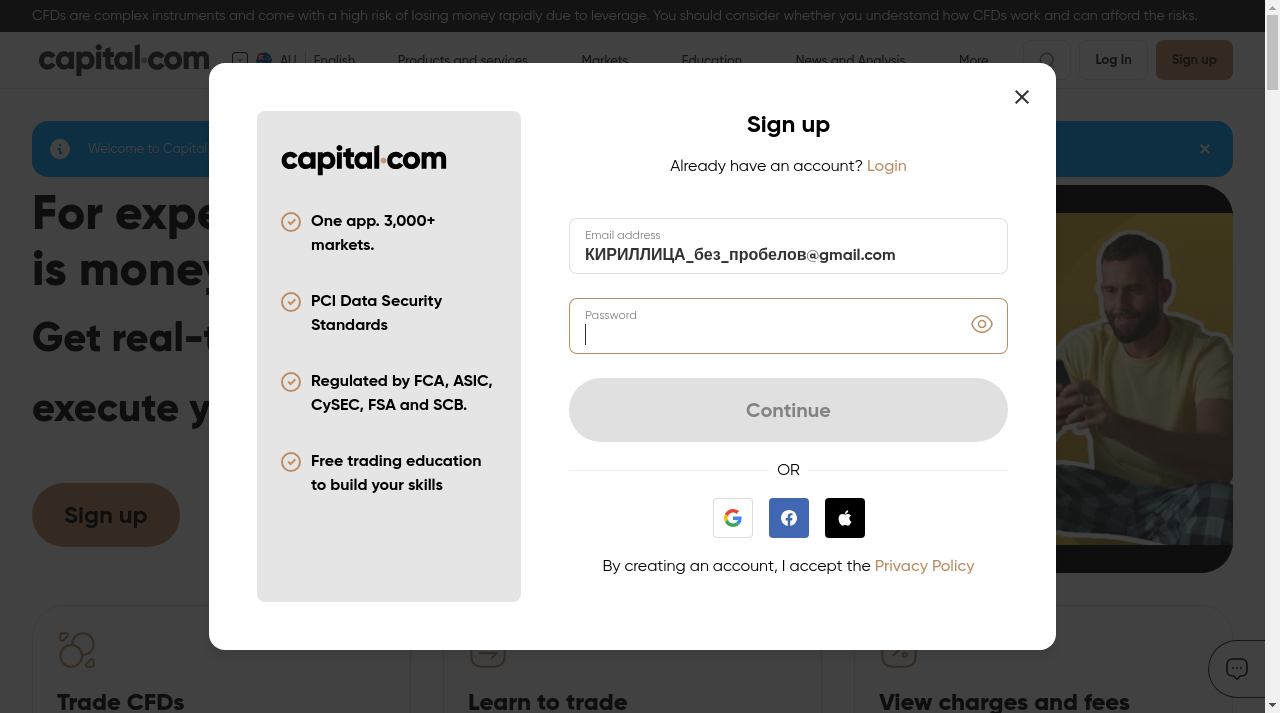 CFDs are complex instruments and come with a high risk of losing money rapidly due to leverage. You should consider whether you understand how CFDs work and can afford the risks.
capital.com AU English Products and services Markets Education News and Analysis More Log In Sign up
Welcome to Capital
For expe
is money
Get real-t
execute y
Sign up
capital.com
One app. 3,000+
markets.
PCI Data Security
Standards
Regulated by FCA, ASIC,
CySEC, FSA and SCB.
Free trading education
to build your skills
Sign up
Already have an account? Login
Email address
КИРИЛЛИЦА_без_пробелов@gmail.com
Password
Continue
OR
By creating an account, I accept the Privacy Policy
Trade CFDs
Learn to trade
View charges and fees